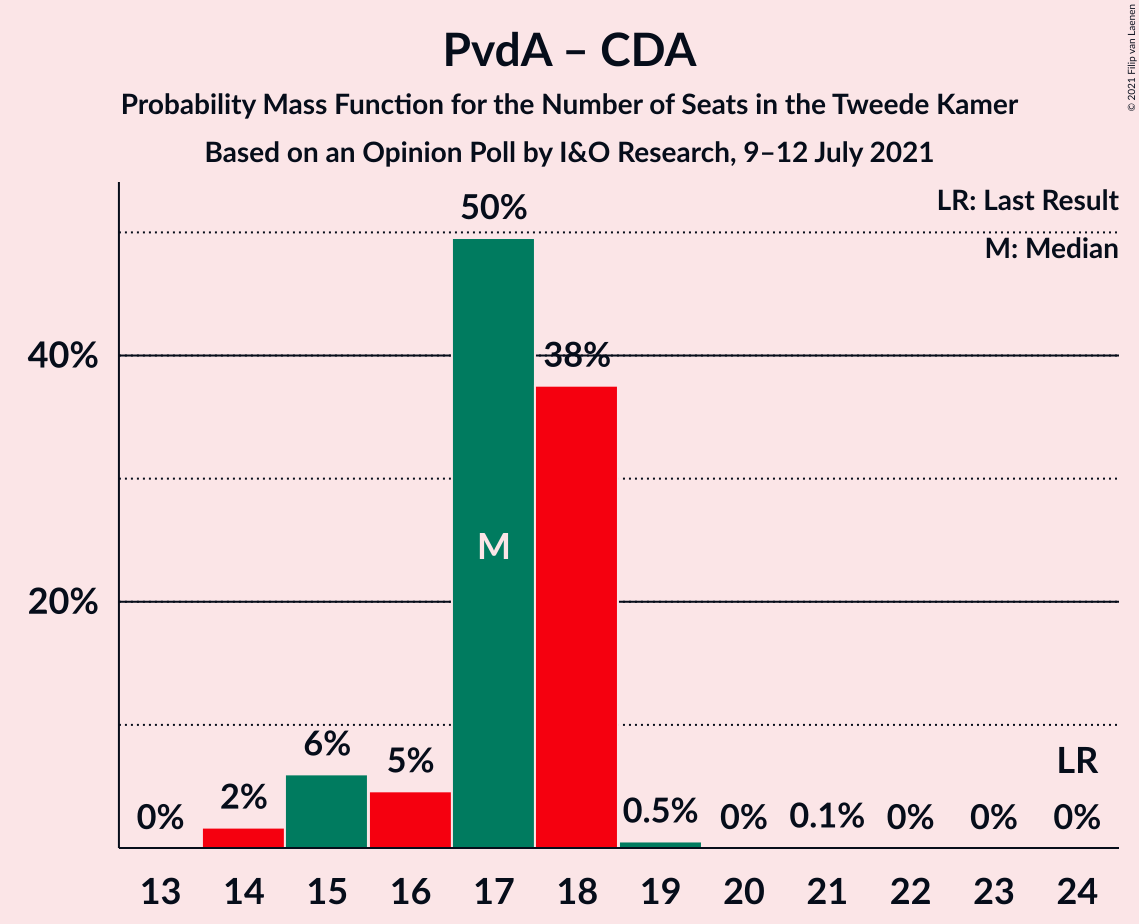 PvdA – CDA
Probability Mass Function for the Number of Seats in the Tweede Kamer
Based on an Opinion Poll by I&O Research, 9–12 July 2021
© 2021 Filip van Laenen
LR: Last Result
M: Median
50%
40%
38%
M
20%
6%
5%
2%
0%
0.5%
0%
0.1%
0%
0%
LR
0%
13 14 15 16 17 18 19 20 21 22 23 24